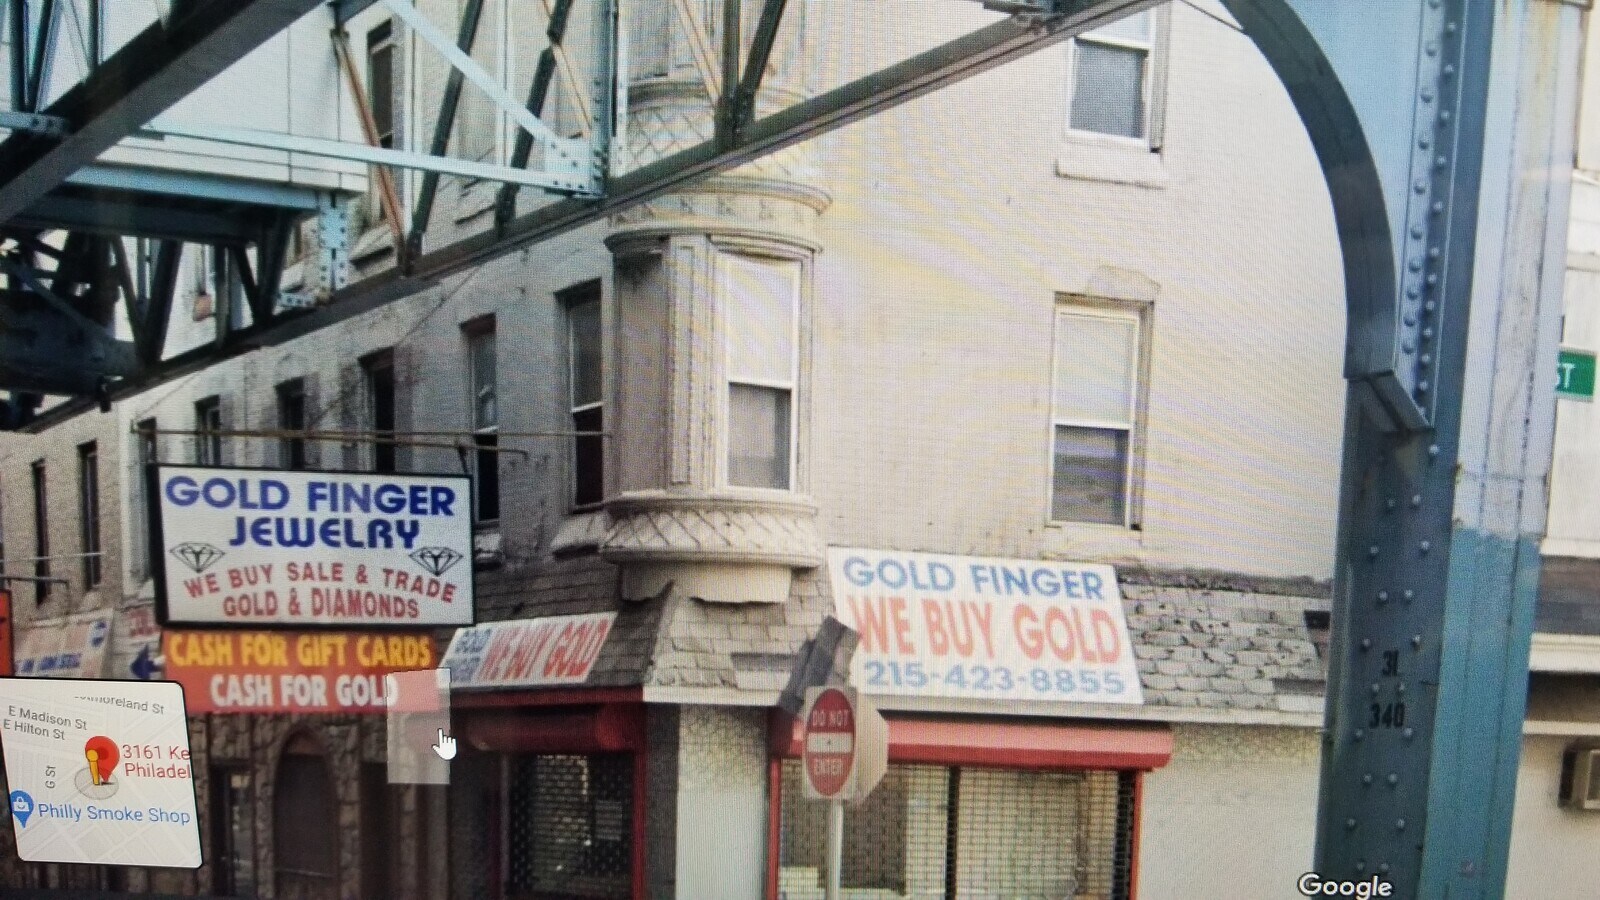 GOLD FINGER
JEWELRY
WE BUY SALE & TRADE
GOLD & DIAMONDS
CASH FOR GIFT CARDS
CASH FOR GOLD
GOLD
WE BUY GOLD
GOLD FINGER
WE BUY GOLD
215-423-8855
DO NOT
ENTER
31
340
ST
E Madison St
E Hilton St
G St
3161 Ke
Philadel
Philly Smoke Shop
Google